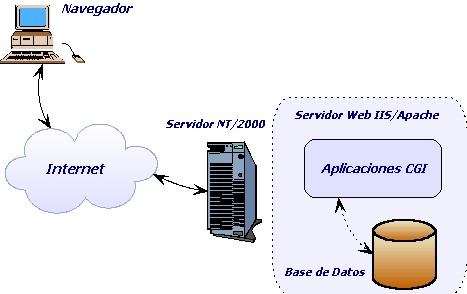 Navegador
Servidor NT/2000
Servidor Web IIS/Apache
Internet
Aplicaciones CGI
Base de Datos